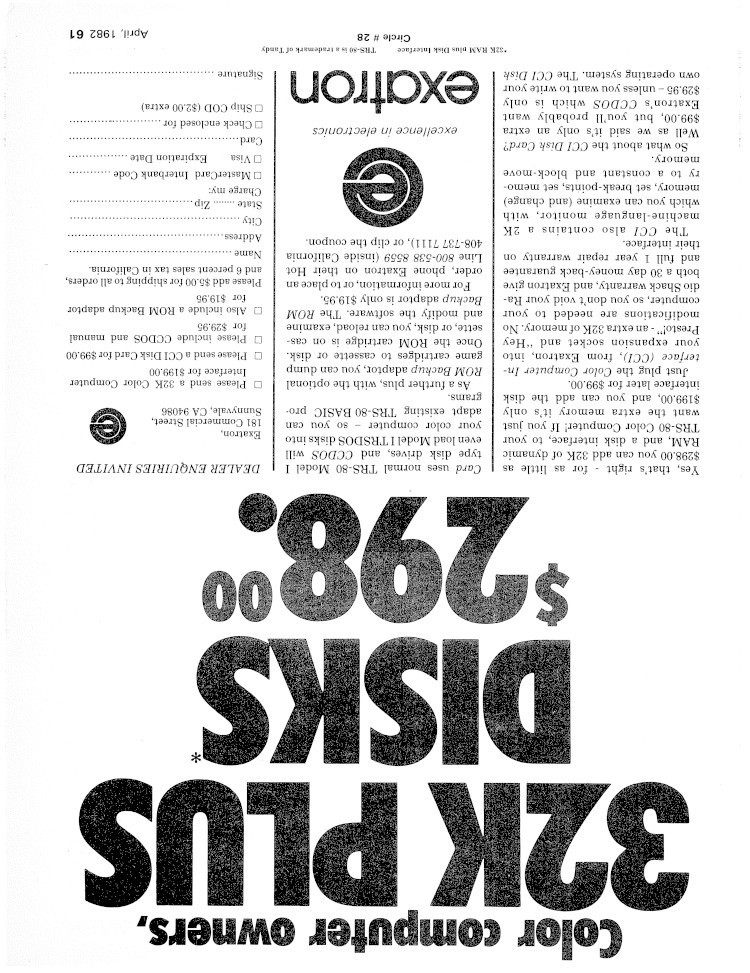 Color computer owners,
32K PLUS
DISKS*
$298.00
Yes, that's right - for as little as
$298.00 you can add 32K of dynamic
RAM, and a disk interface, to your
TRS-80 Color Computer! If you just
want the extra memory it's only
$199.00, and you can add the disk
interface later for $99.00.
Just plug the Color Computer In-
terface (CCI), from Exatron, into
your expansion socket and "Hey
Presto!" - an extra 32K of memory. No
modifications are needed to your
computer, so you don't void your Ra-
dio Shack warranty, and Exatron give
both a 30 day money-back guarantee
and full 1 year repair warranty on
their interface.
The CCI also contains a 2K
machine-language monitor, with
which you can examine (and change)
memory, set break-points, set memo-
ry to a constant and block-move
memory.
So what about the CCI Disk Card?
Well as we said it's only an extra
$99.00, but you'll probably want
Exatron's CCDOS which is only
$29.95 – unless you want to write your
own operating system. The CCI Disk
Card uses normal TRS-80 Model I
type disk drives, and CCDOS will
even load Model I TRSDOS disks into
your color computer – so you can
adapt existing TRS-80 BASIC pro-
grams.
As a further plus, with the optional
ROM Backup adaptor, you can dump
game cartridges to cassette or disk.
Once the ROM cartridge is on cas-
sette, or disk, you can reload, examine
and modify the software. The ROM
Backup adaptor is only $19.95.
For more information, or to place an
order, phone Exatron on their Hot
Line 800-538 8559 (inside California
408-737 7111), or clip the coupon.
e
excellence in electronics
exatron
DEALER ENQUIRIES INVITED
Exatron,
181 Commercial Street,
Sunnyvale, CA 94086
e
☐ Please send a 32K Color Computer
Interface for $199.00
☐ Please send a CCI Disk Card for $99.00
☐ Please include CCDOS and manual
for $29.95
☐ Also include a ROM Backup adaptor
for $19.95
Please add $5.00 for shipping to all orders,
and 6 percent sales tax in California.
Name
Address
City
State ........ Zip
Charge my:
☐ MasterCard Interbank Code
☐ Visa Expiration Date
Card
☐ Check enclosed for
☐ Ship COD ($2.00 extra)
Signature
*32K RAM plus Disk Interface TRS-80 is a trademark of Tandy
Circle # 28
April, 1982 61